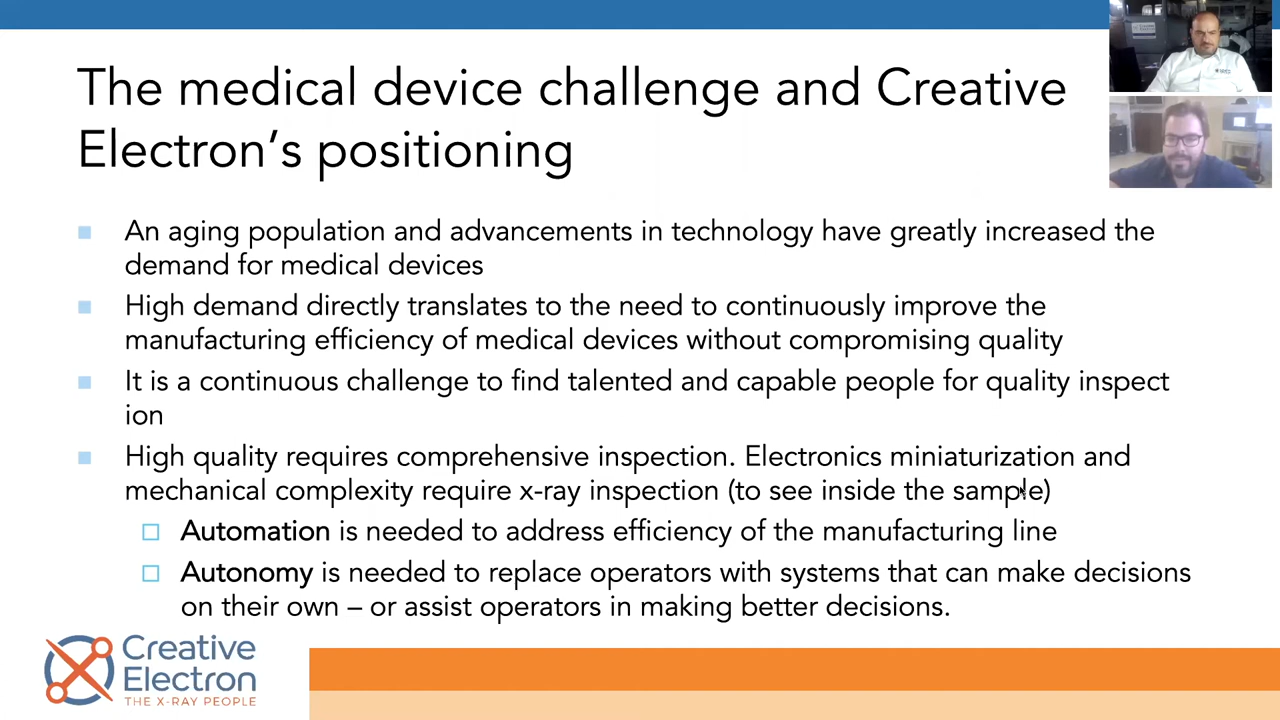 The medical device challenge and Creative
Electron’s positioning
An aging population and advancements in technology have greatly increased the
demand for medical devices
High demand directly translates to the need to continuously improve the
manufacturing efficiency of medical devices without compromising quality
It is a continuous challenge to find talented and capable people for quality inspect
ion
High quality requires comprehensive inspection. Electronics miniaturization and
mechanical complexity require x-ray inspection (to see inside the sample)
Automation is needed to address efficiency of the manufacturing line
Autonomy is needed to replace operators with systems that can make decisions
on their own – or assist operators in making better decisions.
Creative
Electron
THE X-RAY PEOPLE